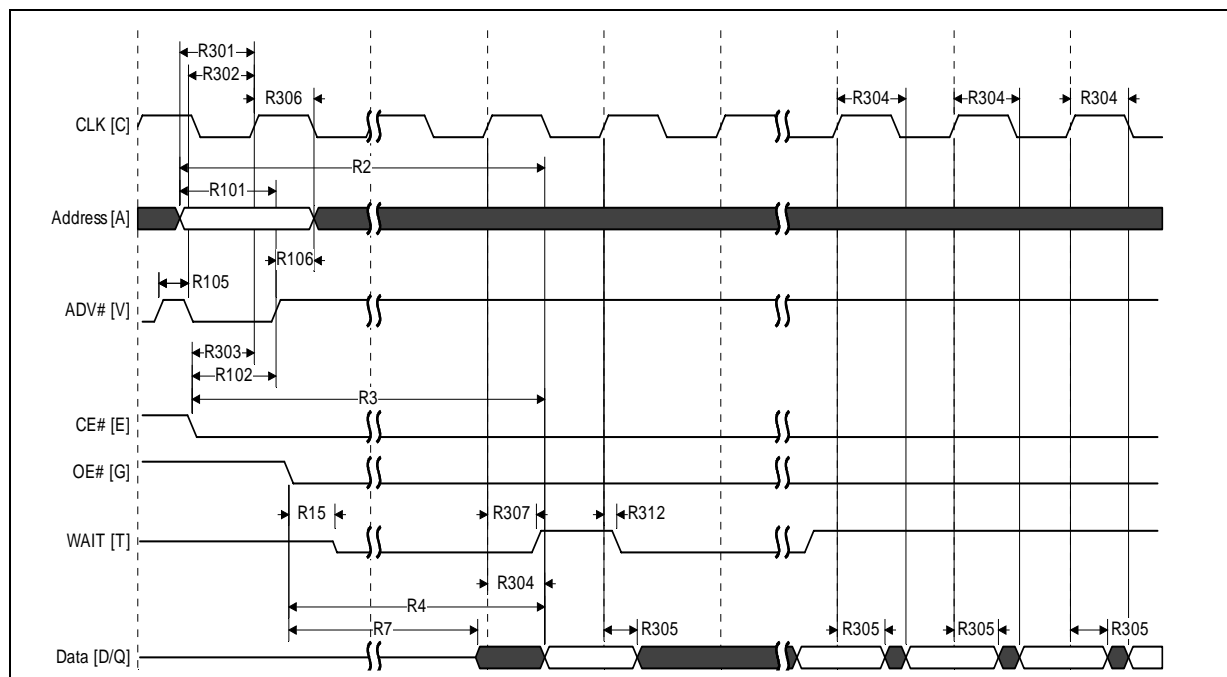 R301
R302
R306
R304
R304
R304
CLK [C]
R2
R101
Address [A]
R106
R105
ADV# [V]
R303
R102
R3
CE# [E]
OE# [G]
R15
R307
R312
WAIT [T]
R304
R4
R7
R305
R305
R305
R305
Data [D/Q]